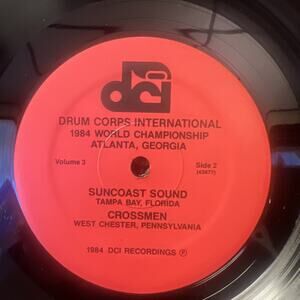 dci
DRUM CORPS INTERNATIONAL
1984 WORLD CHAMPIONSHIP
ATLANTA, GEORGIA
Volume 3
Side 2
(43477)
SUNCOAST SOUND
TAMPA BAY, FLORIDA
CROSSMEN
WEST CHESTER, PENNSYLVANIA
1984 DCI RECORDINGS ℗